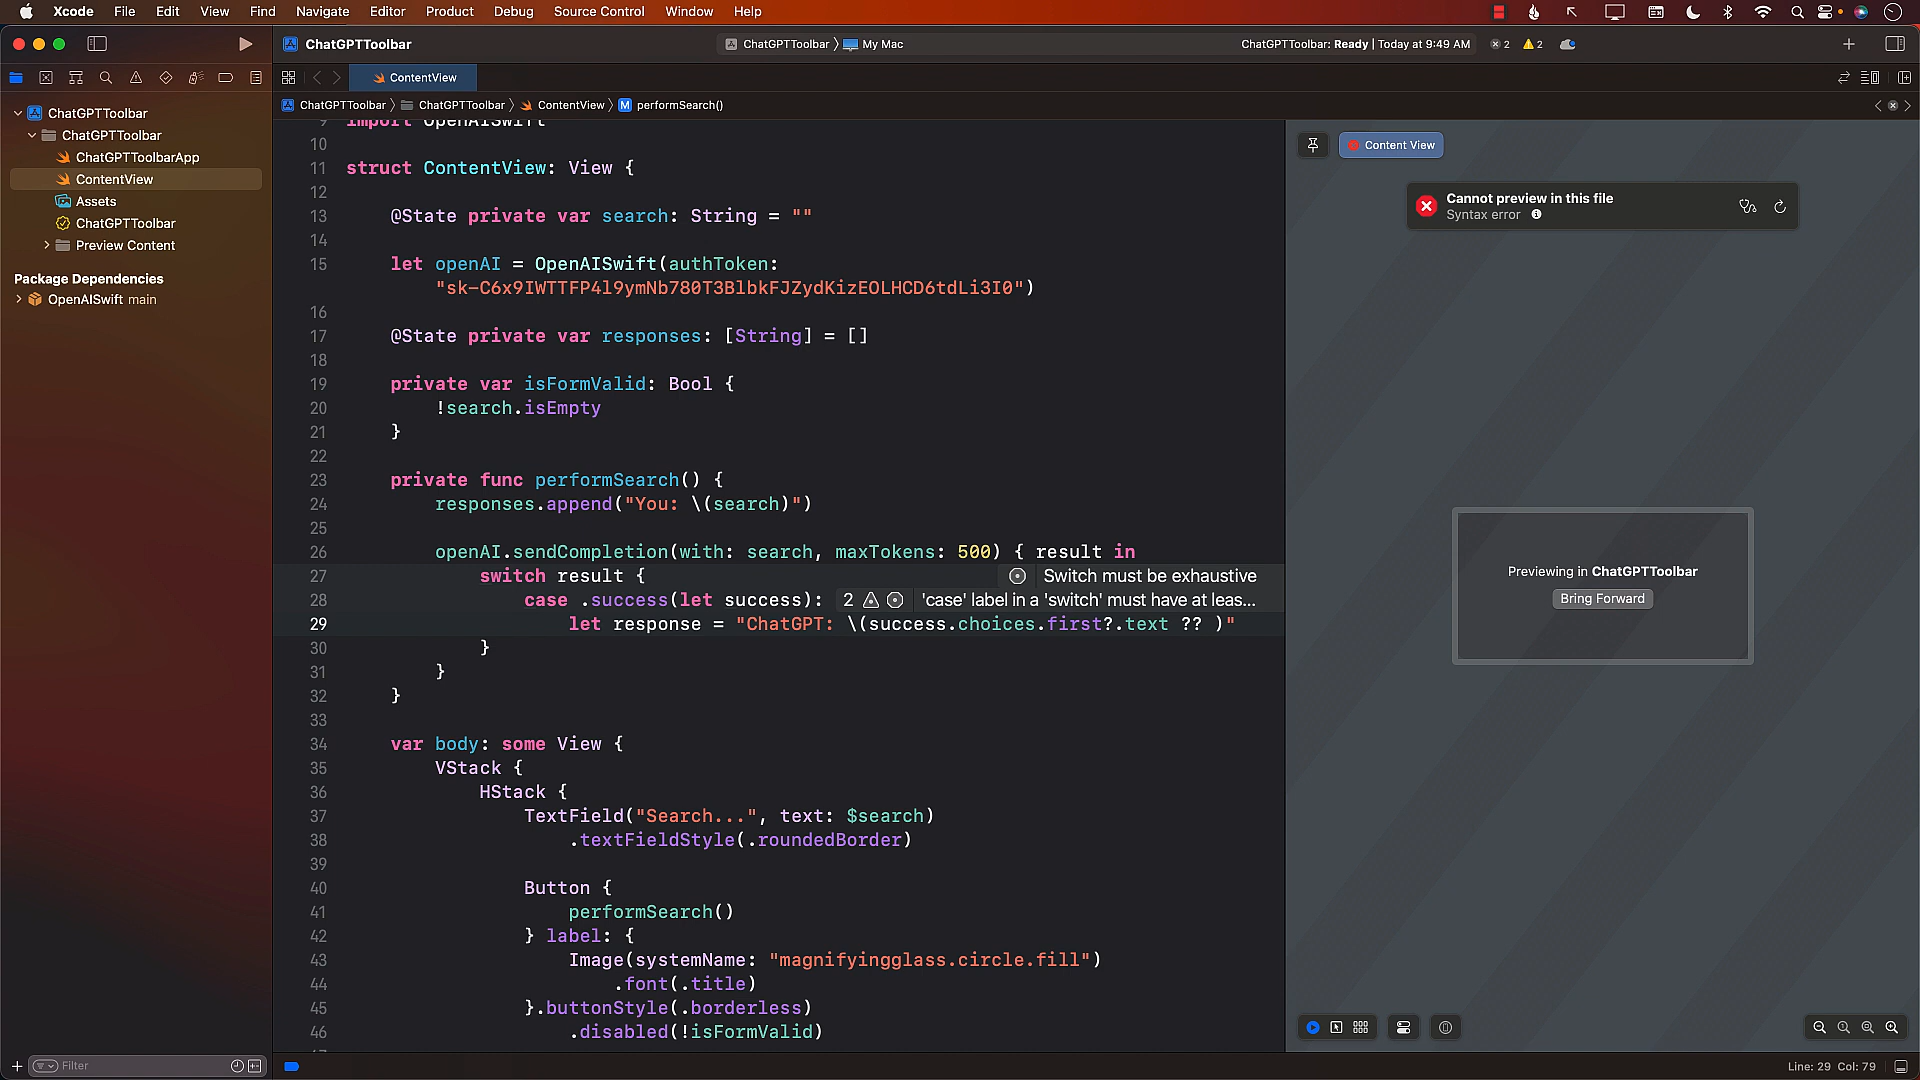 Xcode File Edit View Find Navigate Editor Product Debug Source Control Window Help
ChatGPTToolbar
ChatGPTToolbar 〉 My Mac
ChatGPTToolbar: Ready | Today at 9:49 AM
2
2
ContentView
ChatGPTToolbar 〉 ChatGPTToolbar 〉 ContentView 〉 M performSearch()
ChatGPTToolbar
ChatGPTToolbar
ChatGPTToolbarApp
ContentView
Assets
ChatGPTToolbar
Preview Content
Package Dependencies
OpenAISwift main
Filter
9 import OpenAISwift
10
11 struct ContentView: View {
12
13 @State private var search: String = ""
14
15 let openAI = OpenAISwift(authToken:
"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")
16
17 @State private var responses: [String] = []
18
19 private var isFormValid: Bool {
20 !search.isEmpty
21 }
22
23 private func performSearch() {
24 responses.append("You: \(search)")
25
26 openAI.sendCompletion(with: search, maxTokens: 500) { result in
27 switch result { Switch must be exhaustive
28 case .success(let success): 2 'case' label in a 'switch' must have at leas...
29 let response = "ChatGPT: \(success.choices.first?.text ?? )"
30 }
31 }
32 }
33
34 var body: some View {
35 VStack {
36 HStack {
37 TextField("Search...", text: $search)
38 .textFieldStyle(.roundedBorder)
39
40 Button {
41 performSearch()
42 } label: {
43 Image(systemName: "magnifyingglass.circle.fill")
44 .font(.title)
45 }.buttonStyle(.borderless)
46 .disabled(!isFormValid)
Content View
Cannot preview in this file
Syntax error
Previewing in ChatGPTToolbar
Bring Forward
Line: 29 Col: 79